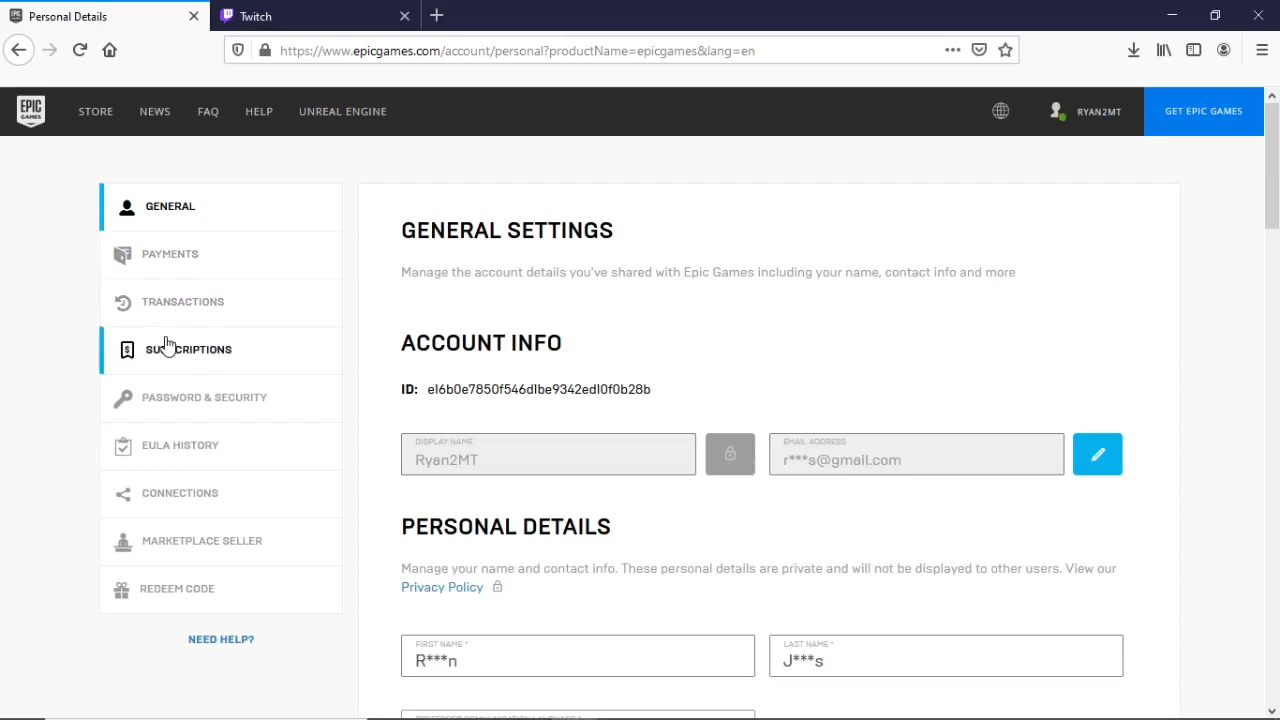 Personal Details
Twitch
https://www.epicgames.com/account/personal?productName=epicgames&lang=en
EPIC GAMES
STORE
NEWS
FAQ
HELP
UNREAL ENGINE
RYAN2MT
GET EPIC GAMES
GENERAL
PAYMENTS
TRANSACTIONS
SUBSCRIPTIONS
PASSWORD & SECURITY
EULA HISTORY
CONNECTIONS
MARKETPLACE SELLER
REDEEM CODE
NEED HELP?
GENERAL SETTINGS
Manage the account details you've shared with Epic Games including your name, contact info and more
ACCOUNT INFO
ID: e16b0e7850f546d1be9342ed10f0b28b
DISPLAY NAME
Ryan2MT
EMAIL ADDRESS
r***s@gmail.com
PERSONAL DETAILS
Manage your name and contact info. These personal details are private and will not be displayed to other users. View our
Privacy Policy
FIRST NAME *
R***n
LAST NAME *
J***s